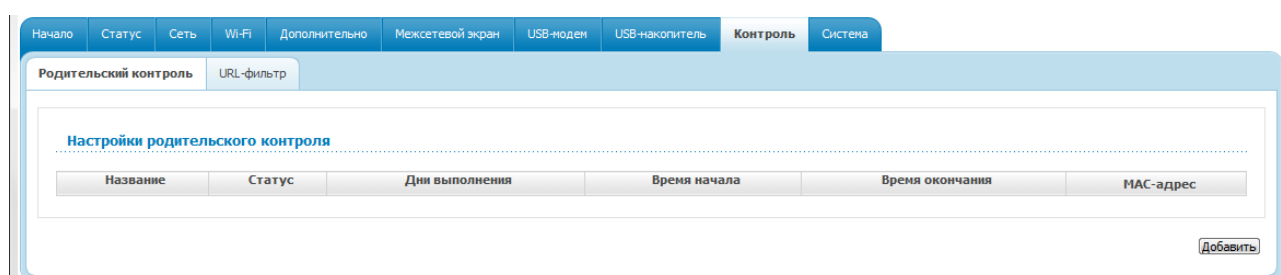 Начало Статус Сеть Wi-Fi Дополнительно Межсетевой экран USB-модем USB-накопитель Контроль Система
Родительский контроль URL-фильтр
Настройки родительского контроля
Название Статус Дни выполнения Время начала Время окончания MAC-адрес
Добавить